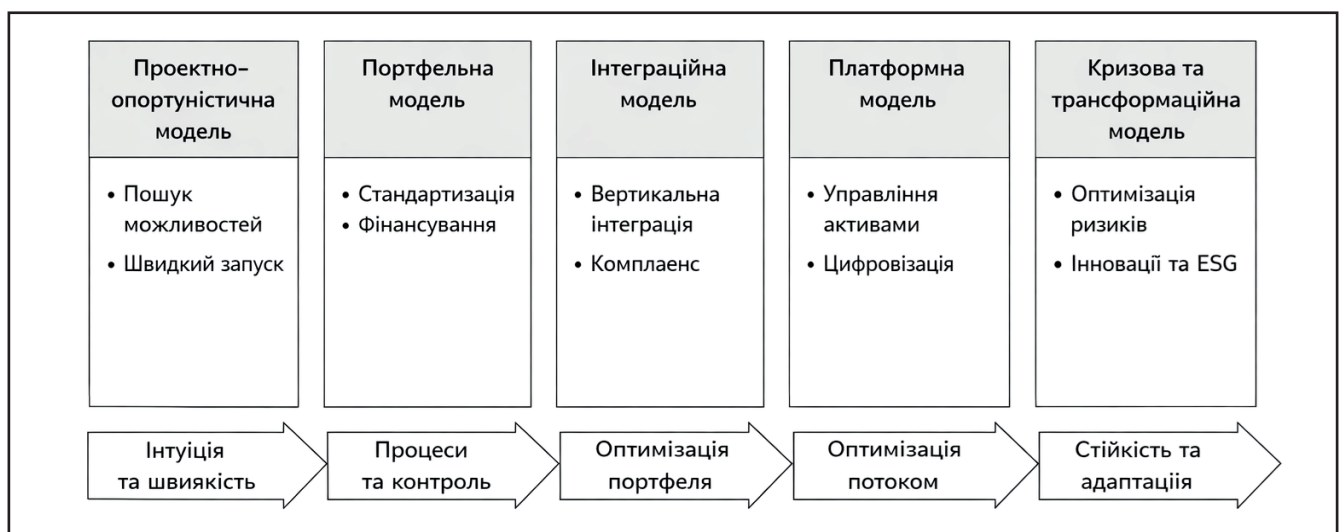 Проектно-
опортуністична
модель
• Пошук
можливостей
• Швидкий запуск
Портфельна
модель
• Стандартизація
• Фінансування
Інтеграційна
модель
• Вертикальна
інтеграція
• Комплаенс
Платформна
модель
• Управління
активами
• Цифровізація
Кризова та
трансформаційна
модель
• Оптимізація
ризиків
• Інновації та ESG
Інтуіція
та швиякість
Процеси
та контроль
Оптимізація
портфеля
Оптимізація
потоком
Стійкість та
адаптаціія